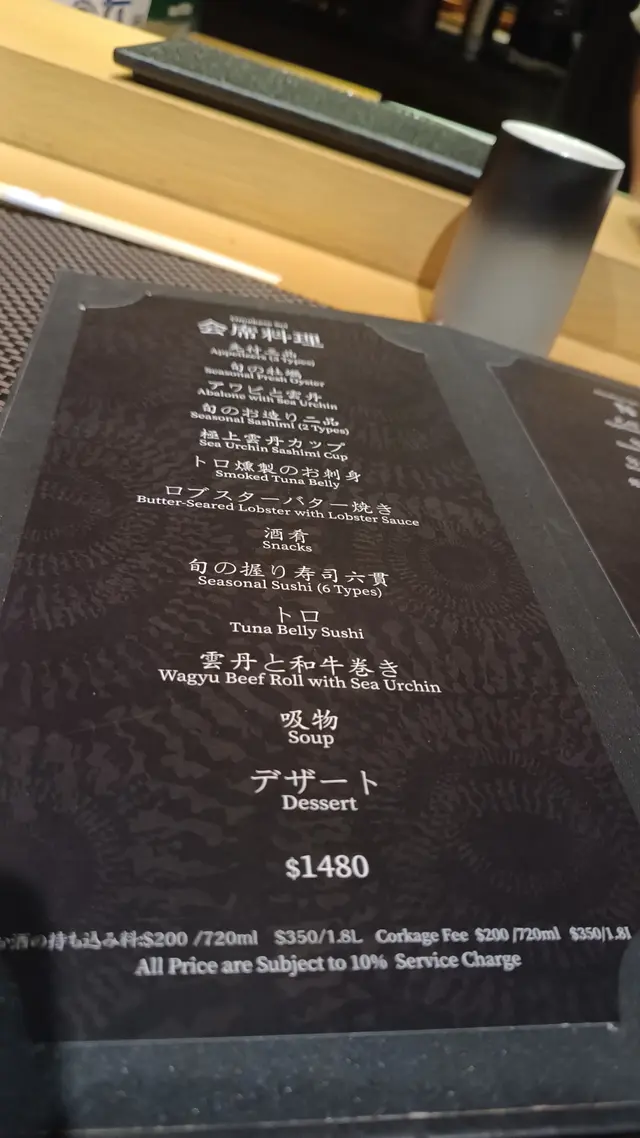 会席料理
先付三品
Appetizers (3 Types)
旬の牡蠣
Seasonal Fresh Oyster
アワビと雲丹
Abalone with Sea Urchin
旬のお造り二品
Seasonal Sashimi (2 Types)
極上雲丹カップ
Sea Urchin Sashimi Cup
トロ燻製のお刺身
Smoked Tuna Belly
ロブスターバター焼き
Butter-Seared Lobster with Lobster Sauce
酒肴
Snacks
旬の握り寿司六貫
Seasonal Sushi (6 Types)
トロ
Tuna Belly Sushi
雲丹と和牛巻き
Wagyu Beef Roll with Sea Urchin
吸物
Soup
デザート
Dessert
$1480
お酒の持ち込み料:$200 /720ml $350/1.8L Corkage Fee $200 /720ml $350/1.8l
All Price are Subject to 10% Service Charge